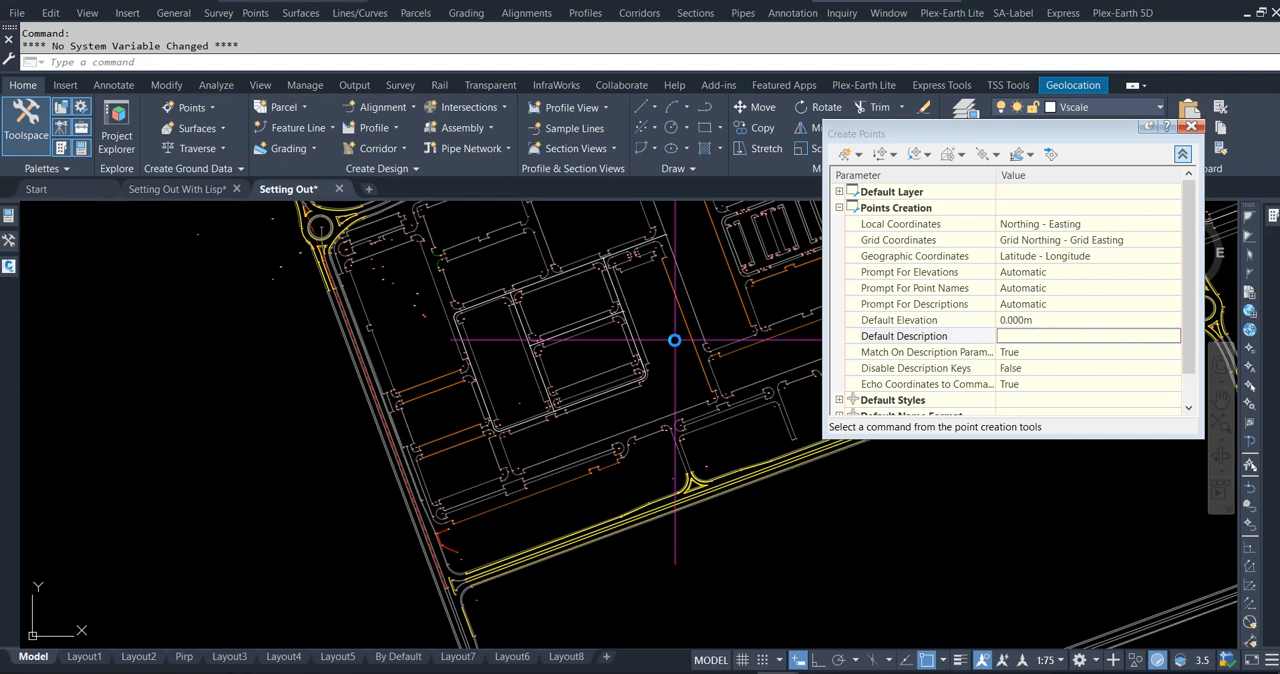 File Edit View Insert General Survey Points Surfaces Lines/Curves Parcels Grading Alignments Profiles Corridors Sections Pipes Annotation Inquiry Window Plex-Earth Lite SA-Label Express Plex-Earth 5D
Command:
**** No System Variable Changed ****
Type a command
Home Insert Annotate Modify Analyze View Manage Output Survey Rail Transparent InfraWorks Collaborate Help Add-ins Featured Apps Plex-Earth Lite Express Tools TSS Tools Geolocation
Toolspace
Project Explorer
Points
Surfaces
Traverse
Parcel
Feature Line
Grading
Alignment
Profile
Corridor
Intersections
Assembly
Pipe Network
Profile View
Sample Lines
Section Views
Move
Copy
Stretch
Rotate
Mi
Sc
Trim
Vscale
Palettes Explore Create Ground Data Create Design Profile & Section Views Draw
Start Setting Out With Lisp* Setting Out*
Create Points
Parameter Value
Default Layer
Points Creation
Local Coordinates Northing - Easting
Grid Coordinates Grid Northing - Grid Easting
Geographic Coordinates Latitude - Longitude
Prompt For Elevations Automatic
Prompt For Point Names Automatic
Prompt For Descriptions Automatic
Default Elevation 0.000m
Default Description
Match On Description Param... True
Disable Description Keys False
Echo Coordinates to Comma... True
Default Styles
Default Name Format
Select a command from the point creation tools
E
Y
X
Model Layout1 Layout2 Pirp Layout3 Layout4 Layout5 By Default Layout7 Layout6 Layout8
MODEL 1:75 3.5